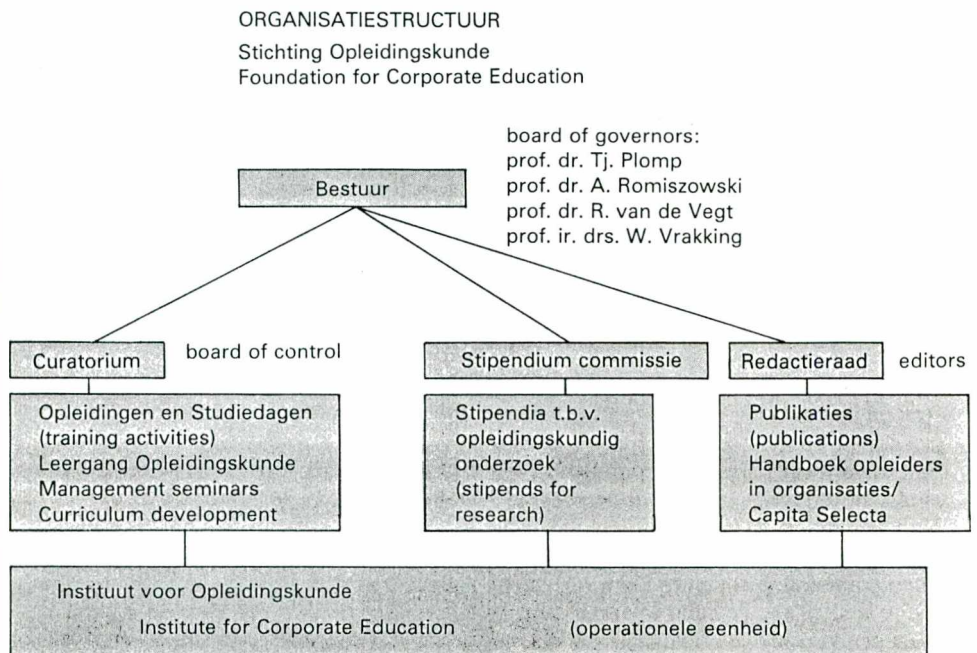 ORGANISATIESTRUCTUUR
Stichting Opleidingskunde
Foundation for Corporate Education
board of governors:
prof. dr. Tj. Plomp
prof. dr. A. Romiszowski
prof. dr. R. van de Vegt
prof. ir. drs. W. Vrakking
Bestuur
Curatorium
board of control
Stipendium commissie
Redactieraad
editors
Opleidingen en Studiedagen
(training activities)
Leergang Opleidingskunde
Management seminars
Curriculum development
Stipendia t.b.v.
opleidingskundig
onderzoek
(stipends for
research)
Publikaties
(publications)
Handboek opleiders
in organisaties/
Capita Selecta
Instituut voor Opleidingskunde
Institute for Corporate Education (operationele eenheid)